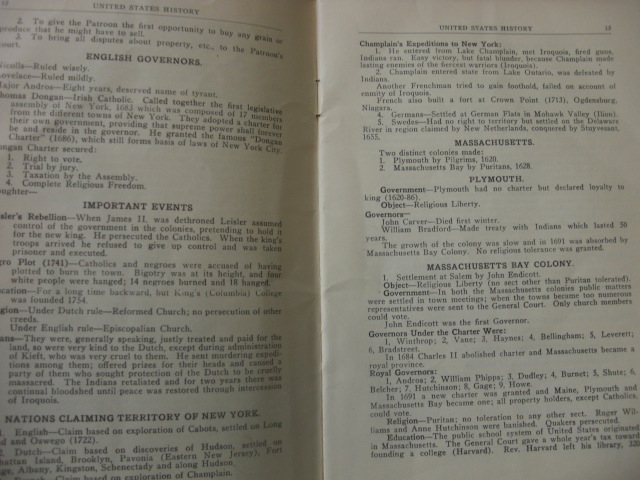 12
UNITED STATES HISTORY
2. To give the Patroon the first opportunity to buy any grain or
produce that he might have to sell.
3. To bring all disputes about property, etc., to the Patroon's
court.
ENGLISH GOVERNORS.
Nicolls—Ruled wisely.
Lovelace—Ruled mildly.
Major Andros—Eight years, deserved name of tyrant.
Thomas Dongan—Irish Catholic. Called together the first legislative
assembly of New York, 1683 which was composed of 17 members
from the different towns of New York. They adopted a charter for
their own government, providing that supreme power shall forever
be and reside in the governor. He granted the famous "Dongan
Charter" (1686), which still forms basis of laws of New York City.
Dongan Charter secured:
1. Right to vote.
2. Trial by jury.
3. Taxation by the Assembly.
4. Complete Religious Freedom.
ughter—
IMPORTANT EVENTS
isler's Rebellion—When James II. was dethroned Leisler assumed
control of the government in the colonies, pretending to hold it
for the new King. He persecuted the Catholics. When the king's
troops arrived he refused to give up control and was taken
prisoner and executed.
gro Plot (1741)—Catholics and negroes were accused of having
plotted to burn the town. Bigotry was at its height, and four
white people were hanged; 14 negroes burned and 18 hanged.
ucation—For a long time backward, but King's (Columbia) College
was founded 1754.
gion—Under Dutch rule—Reformed Church; no persecution of other
creeds.
Under English rule—Episcopalian Church.
ans—They were, generally speaking, justly treated and paid for the
land, so were very kind to the Dutch, except during administration
of Kieft, who was very cruel to them. He sent murdering expedi-
tions among them; offered prizes for their heads and caused a
party of them who sought protection of the Dutch to be cruelly
massacred. The Indians retaliated and for two years there was
continual bloodshed until peace was restored through intercession
of Iroquois.
NATIONS CLAIMING TERRITORY OF NEW YORK.
1. English—Claim based on exploration of Cabots, settled on Long
nd and Oswego (1722).
2. Dutch—Claim based on discoveries of Hudson, settled on
hattan Island, Brooklyn, Pavonia (Eastern New Jersey), Fort
ge, Albany, Kingston, Schenectady and along Hudson.
French—Claim based on exploration of Champlain.
UNITED STATES HISTORY
13
Champlain's Expeditions to New York:
1. He entered from Lake Champlain, met Iroquois, fired guns,
Indians ran. Easy victory, but fatal blunder, because Champlain made
lasting enemies of the fiercest warriors (Iroquois).
2. Champlain entered state from Lake Ontario, was defeated by
Indians.
Another Frenchman tried to gain foothold, failed on account of
enmity of Iroquois.
French also built a fort at Crown Point (1713), Ogdensburg,
Niagara.
4. Germans—Settled at German Flats in Mohawk Valley (Ilion).
5. Swedes—Had no right to territory but settled on the Delaware
River in region claimed by New Netherlands, conquered by Stuyvesant,
1655.
MASSACHUSETTS.
Two distinct colonies made:
1. Plymouth by Pilgrims, 1620.
2. Massachusetts Bay by Puritans, 1628.
PLYMOUTH.
Government—Plymouth had no charter but declared loyalty to
king (1620-86).
Object—Religious Liberty.
Governors—
John Carver—Died first winter.
William Bradford—Made treaty with Indians which lasted 50
years.
The growth of the colony was slow and in 1691 was absorbed by
Massachusetts Bay Colony. No religious tolerance was granted.
MASSACHUSETTS BAY COLONY.
1. Settlement at Salem by John Endicott.
Object—Religious Liberty (no sect other than Puritan tolerated).
Government—In both the Massachusetts colonies public matters
were settled in town meetings; when the towns became too numerous
representatives were sent to the General Court. Only church members
could vote.
John Endicott was the first Governor.
Governors Under the Charter Were:
1, Winthrop; 2, Vane; 3, Haynes; 4, Bellingham; 5, Leverett;
6, Bradstreet.
In 1684 Charles II abolished charter and Massachusetts became a
royal province.
Royal Governors:
1, Andros; 2, William Phipps; 3, Dudley; 4, Burnet; 5, Shute; 6,
Belcher; 7, Hutchinson; 8, Gage; 9, Howe.
In 1691 a new charter was granted and Maine, Plymouth and
Massachusetts Bay became one; all property holders, except Catholics,
could vote.
Religion—Puritan; no toleration to any other sect. Roger Wil-
liams and Anne Hutchinson were banished. Quakers persecuted.
Education—The public school system of United States originated
in Massachusetts. The General Court gave a whole year's tax toward
founding a college (Harvard). Rev. Harvard left his library, 320